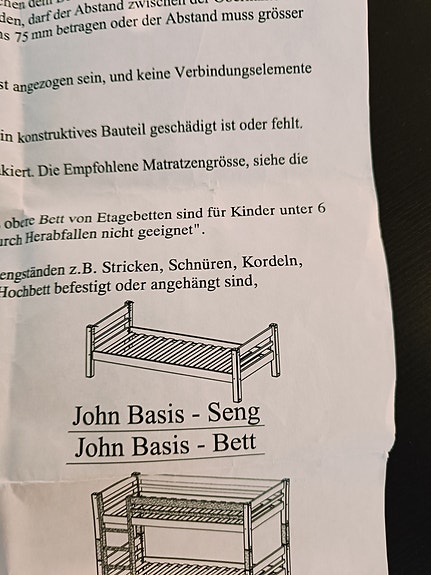 den, darf der Abstand zwischen der
75 mm betragen oder der Abstand muss grösser
angezogen sein, und keine Verbindungselemente
in konstruktives Bauteil geschädigt ist oder fehlt.
kiert. Die Empfohlene Matratzengrösse, siehe die
obere Bett von Etagebetten sind für Kinder unter 6
urch Herabfallen nicht geeignet".
engständen z.B. Stricken, Schnüren, Kordeln,
Hochbett befestigt oder angehängt sind,
John Basis - Seng
John Basis - Bett